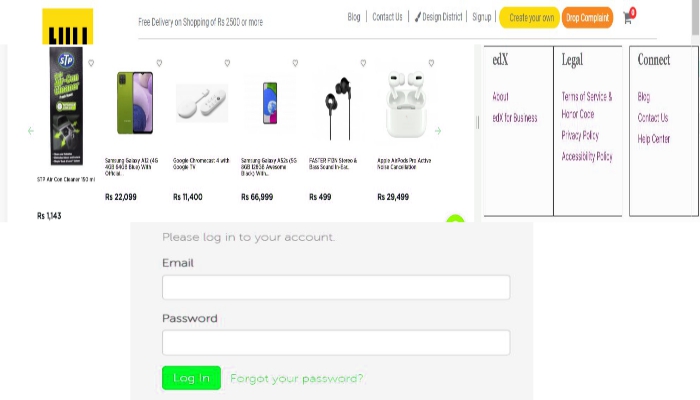 Free Delivery on Shopping of Rs 2500 or more
Blog
Contact Us
Design District
Signup
Create your own
Drop Complaint
0
STP
Air Con
Cleaner
STP Air Con Cleaner 150 ml
Rs 1,143
Samsung Galaxy A12 (4G
4GB 64GB Blue) With
Official...
Rs 22,099
Google Chromecast 4 with
Google TV
Rs 11,400
Samsung Galaxy A52s (5G
8GB 128GB Awesome
Black) With...
Rs 66,999
FASTER F13N Stereo &
Bass Sound In-Ear...
Rs 499
Apple AirPods Pro Active
Noise Cancellation
Rs 29,499
edX
About
edX for Business
Legal
Terms of Service &
Honor Code
Privacy Policy
Accessibility Policy
Connect
Blog
Contact Us
Help Center
Please log in to your account.
Email
Password
Log In
Forgot your password?